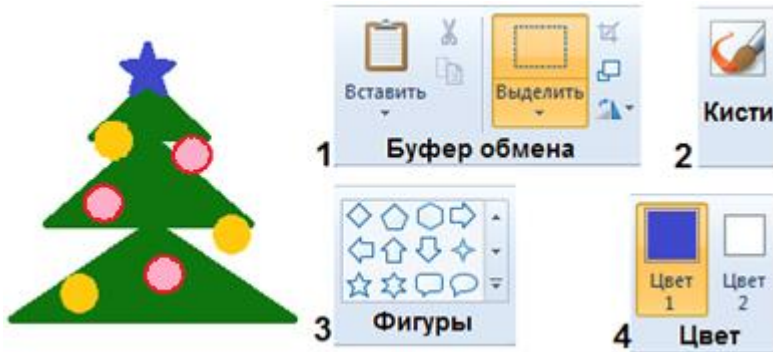 Вставить
Выделить
1 Буфер обмена
2 Кисти
3 Фигуры
Цвет 1
Цвет 2
4 Цвет